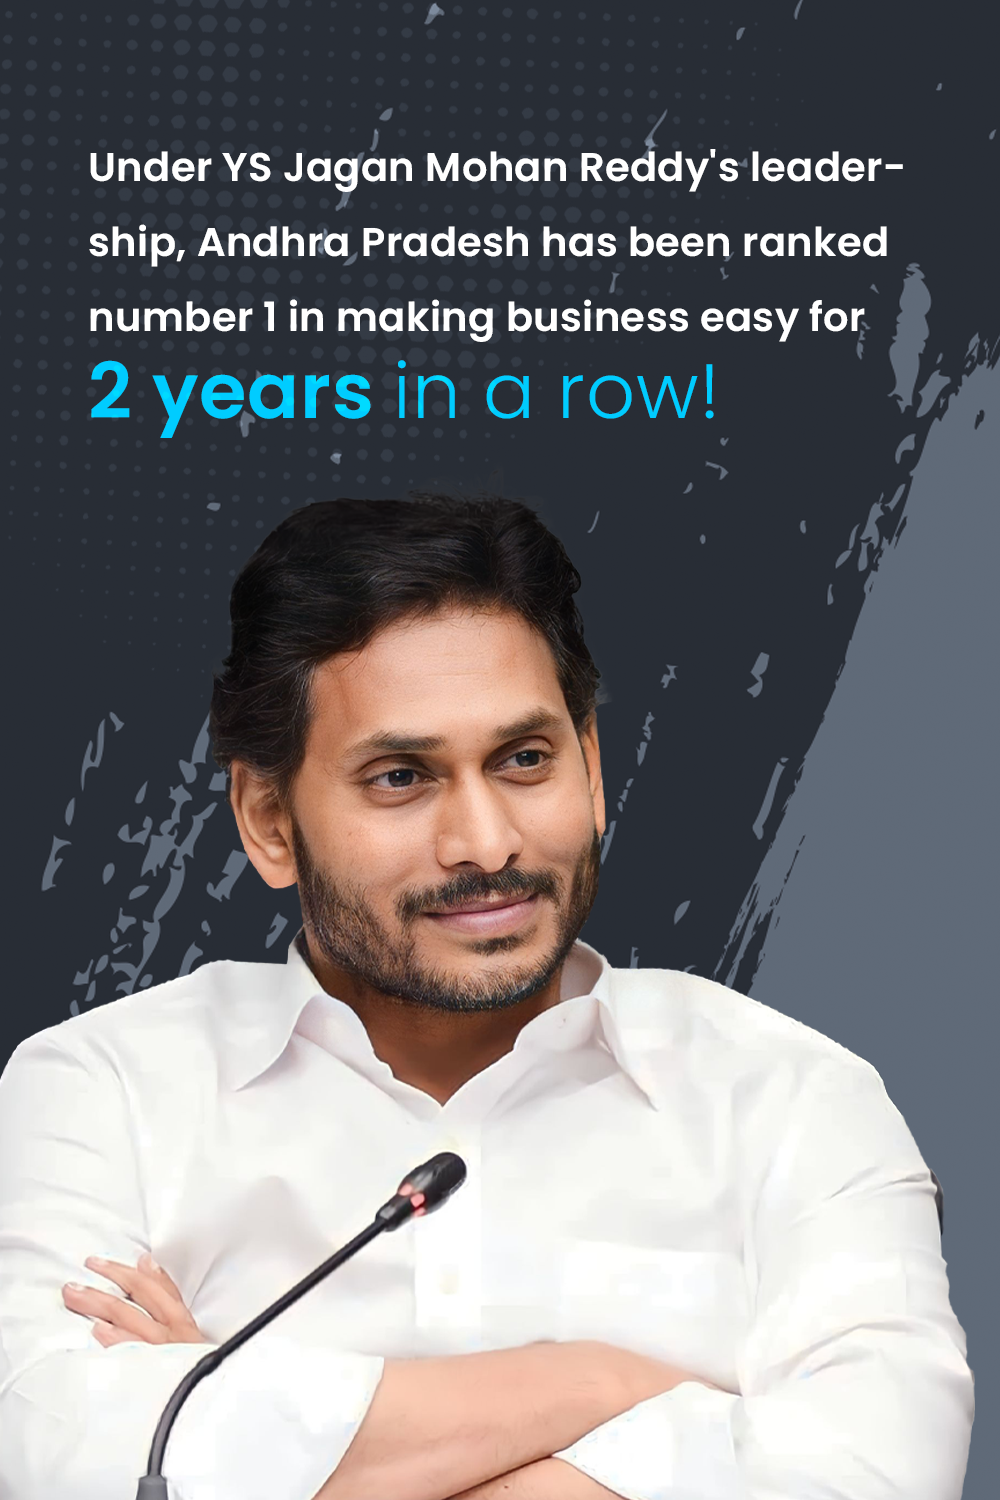 Under YS Jagan Mohan Reddy's leader-
ship, Andhra Pradesh has been ranked
number 1 in making business easy for
2 years in a row!